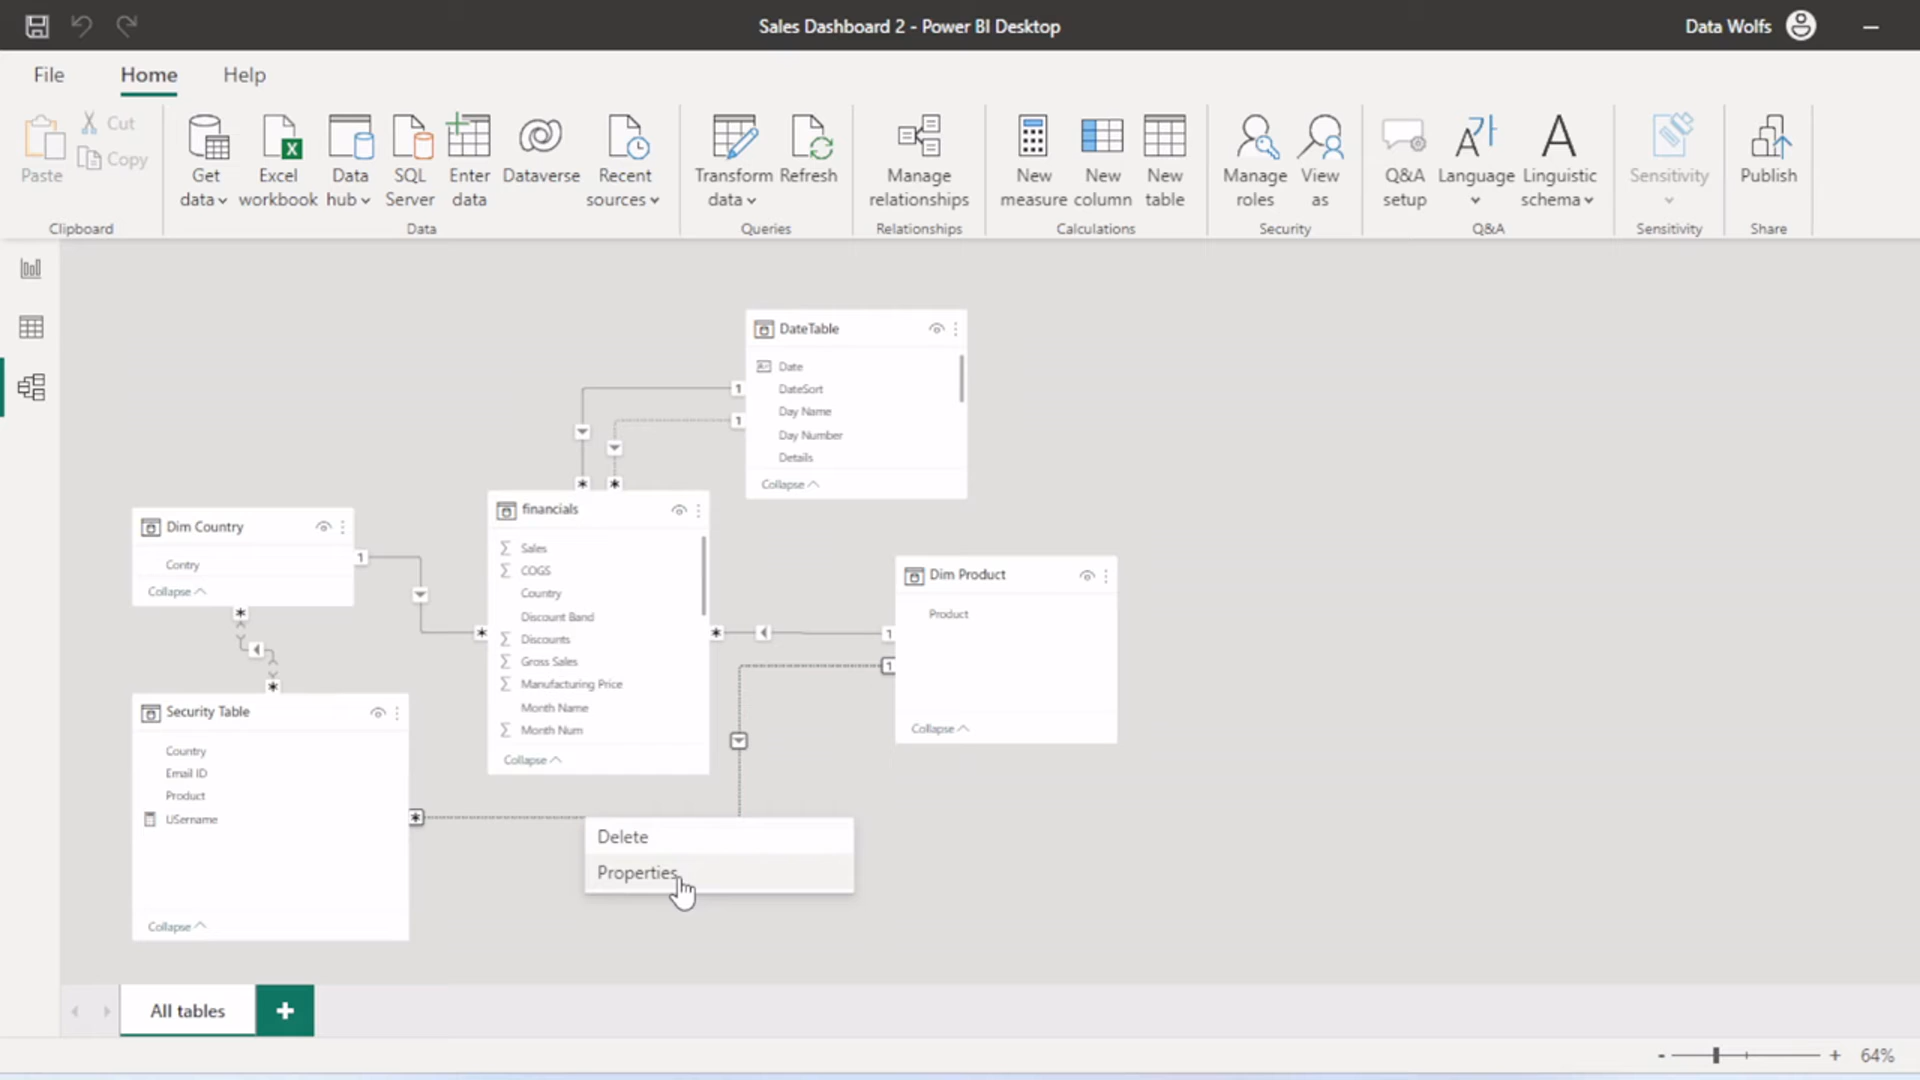 Sales Dashboard 2 - Power BI Desktop
Data Wolfs
File
Home
Help
Paste
Cut
Copy
Clipboard
Get data
Excel workbook
Data hub
SQL Server
Enter data
Dataverse
Recent sources
Data
Transform data
Refresh
Queries
Manage relationships
Relationships
New measure
New column
New table
Calculations
Manage roles
View as
Security
Q&A setup
Language
Linguistic schema
Q&A
Sensitivity
Sensitivity
Publish
Share
DateTable
Date
DateSort
Day Name
Day Number
Details
Collapse
1
1
*
*
Dim Country
Contry
Collapse
1
*
*
*
financials
Sales
COGS
Country
Discount Band
Discounts
Gross Sales
Manufacturing Price
Month Name
Month Num
Collapse
*
1
1
Dim Product
Product
Collapse
Security Table
Country
Email ID
Product
USername
Collapse
*
Delete
Properties
All tables
+
- + 64%